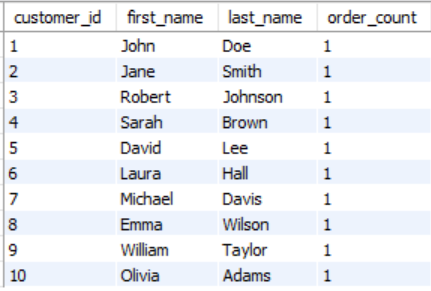 customer_id first_name last_name order_count
1 John Doe 1
2 Jane Smith 1
3 Robert Johnson 1
4 Sarah Brown 1
5 David Lee 1
6 Laura Hall 1
7 Michael Davis 1
8 Emma Wilson 1
9 William Taylor 1
10 Olivia Adams 1